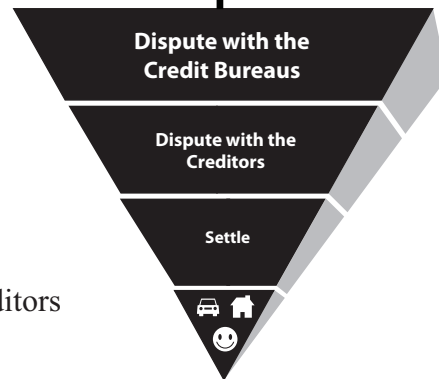 Dispute with the
Credit Bureaus
Dispute with the
Creditors
Settle
ditors